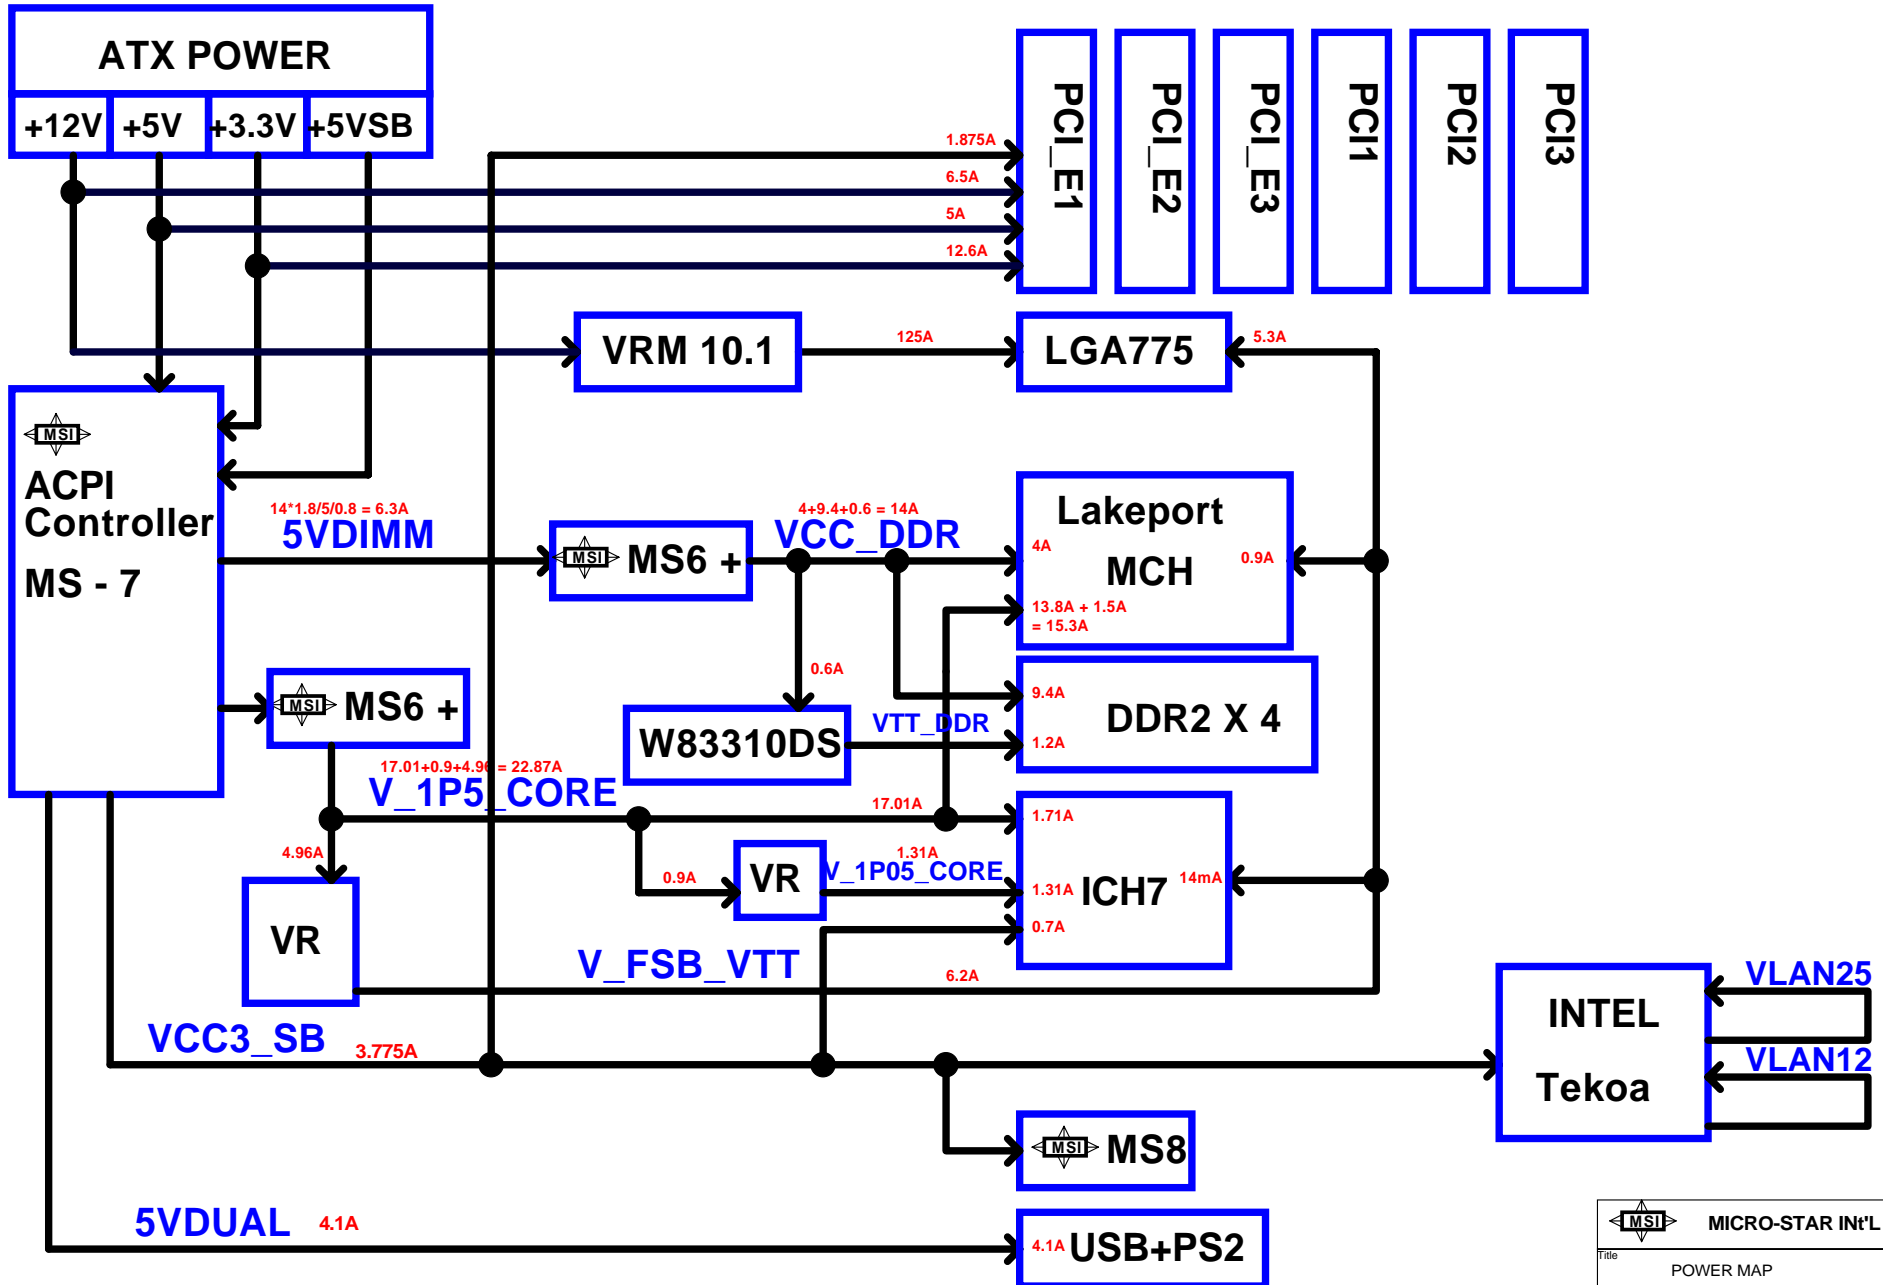 ATX POWER
+12V
+5V
+3.3V
+5VSB
PCI_E1
PCI_E2
PCI_E3
PCI1
PCI2
PCI3
1.875A
6.5A
5A
12.6A
VRM 10.1
125A
LGA775
5.3A
MSI
ACPI
Controller
MS - 7
14*1.8/5/0.8 = 6.3A
5VDIMM
MSI
MS6 +
4+9.4+0.6 = 14A
VCC_DDR
Lakeport
MCH
4A
0.9A
13.8A + 1.5A
= 15.3A
0.6A
MSI
MS6 +
W83310DS
VTT_DDR
9.4A
DDR2 X 4
1.2A
17.01+0.9+4.96 = 22.87A
V_1P5_CORE
17.01A
1.71A
4.96A
0.9A
VR
1.31A
V_1P05_CORE
1.31A
ICH7
14mA
0.7A
VR
V_FSB_VTT
6.2A
VCC3_SB
3.775A
INTEL
Tekoa
VLAN25
VLAN12
MSI
MS8
5VDUAL
4.1A
4.1A
USB+PS2
MSI
MICRO-STAR INt'L
Title
POWER MAP